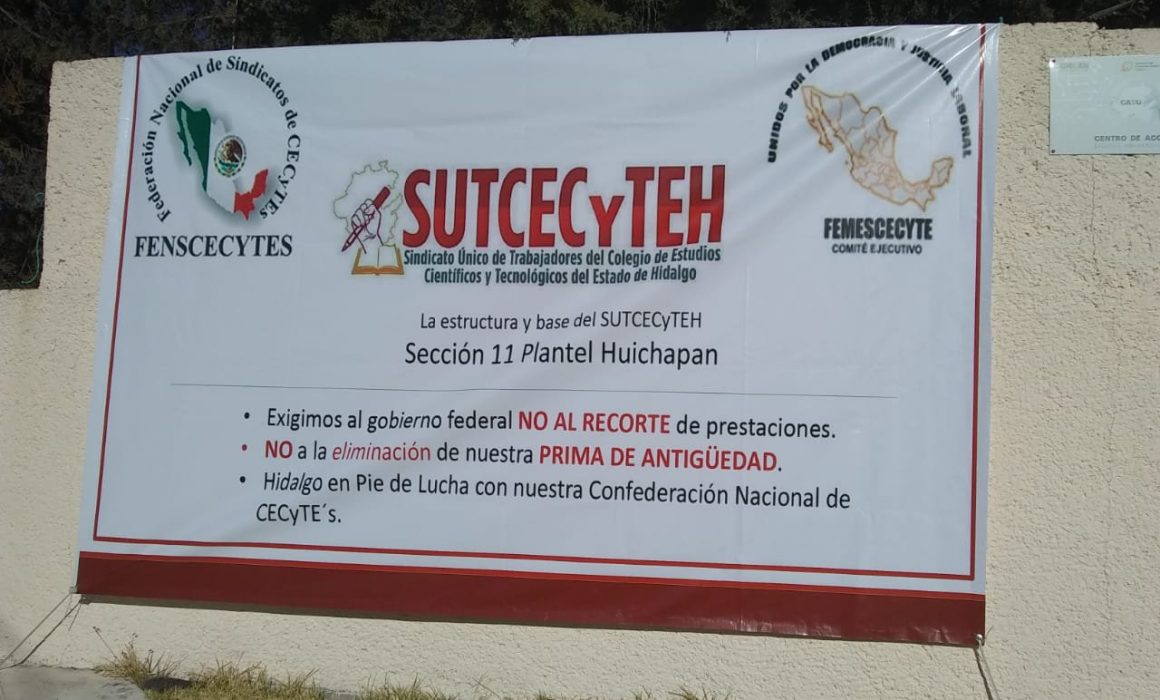 Federación Nacional de Sindicatos de CECyTEs
FENSCECYTES
SUTCECyTEH
Sindicato Único de Trabajadores del Colegio de Estudios
Científicos y Tecnológicos del Estado de Hidalgo
UNIDOS POR LA DEMOCRACIA Y JUSTICIA LABORAL
FEMESCECYTE
COMITÉ EJECUTIVO
La estructura y base del SUTCECyTEH
Sección 11 Plantel Huichapan
• Exigimos al gobierno federal NO AL RECORTE de prestaciones.
• NO a la eliminación de nuestra PRIMA DE ANTIGÜEDAD.
• Hidalgo en Pie de Lucha con nuestra Confederación Nacional de
CECyTE´s.
CENTRO DE